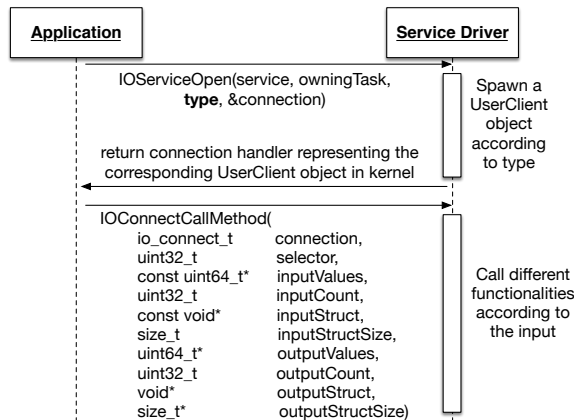 Application
Service Driver
IOServiceOpen(service, owningTask,
type, &connection)
Spawn a
UserClient
object
according
to type
return connection handler representing the
corresponding UserClient object in kernel
IOConnectCallMethod(
io_connect_t connection,
uint32_t selector,
const uint64_t* inputValues,
uint32_t inputCount,
const void* inputStruct,
size_t inputStructSize,
uint64_t* outputValues,
uint32_t outputCount,
void* outputStruct,
size_t* outputStructSize)
Call different
functionalities
according to
the input